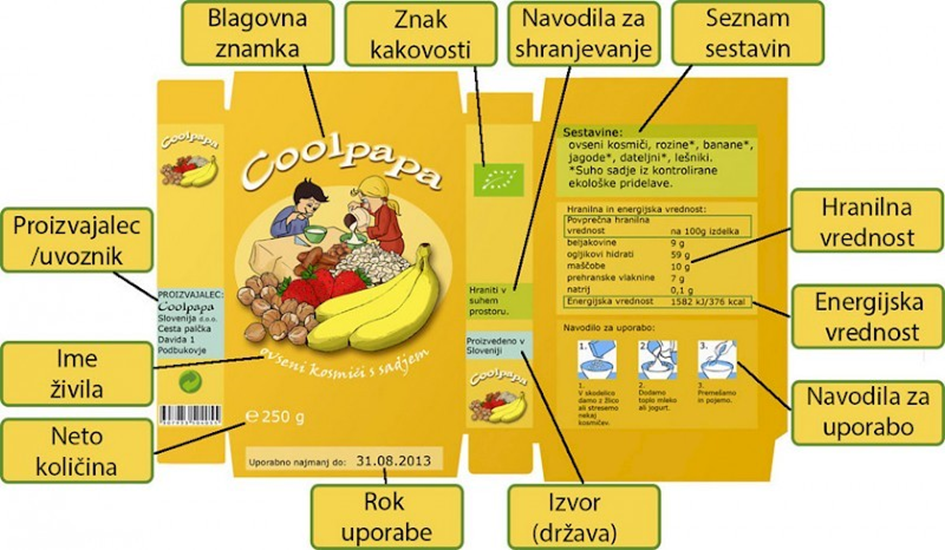 Blagovna
znamka
Znak
kakovosti
Navodila za
shranjevanje
Seznam
sestavin
Proizvajalec
/uvoznik
Ime
živila
Neto
količina
Rok
uporabe
Izvor
(država)
Hranilna
vrednost
Energijska
vrednost
Navodila za
uporabo
Coolpapa
PROIZVAJALEC:
Coolpapa
Slovenija d.o.o.
Cesta palčka
Davida 1
Podbukovje
Coolpapa
ovseni kosmiči s sadjem
℮ 250 g
Uporabno najmanj do: 31.08.2013
Hraniti v
suhem
prostoru.
Proizvedeno v
Sloveniji
Coolpapa
Sestavine:
ovseni kosmiči, rozine*, banane*,
jagode*, dateljni*, lešniki.
*Suho sadje iz kontrolirane
ekološke pridelave.
Hranilna in energijska vrednost:
Povprečna hranilna
vrednost na 100g izdelka
beljakovine 9 g
ogljikovi hidrati 59 g
maščobe 10 g
prehranske vlaknine 7 g
natrij 0,1 g
Energijska vrednost 1582 kJ/376 kcal
Navodilo za uporabo:
1. 2. 3.
1.
V skodelico
damo z žlico
ali stresemo
nekaj
kosmičev.
2.
Dodamo
toplo mleko
ali jogurt.
3.
Premešamo
in pojemo.